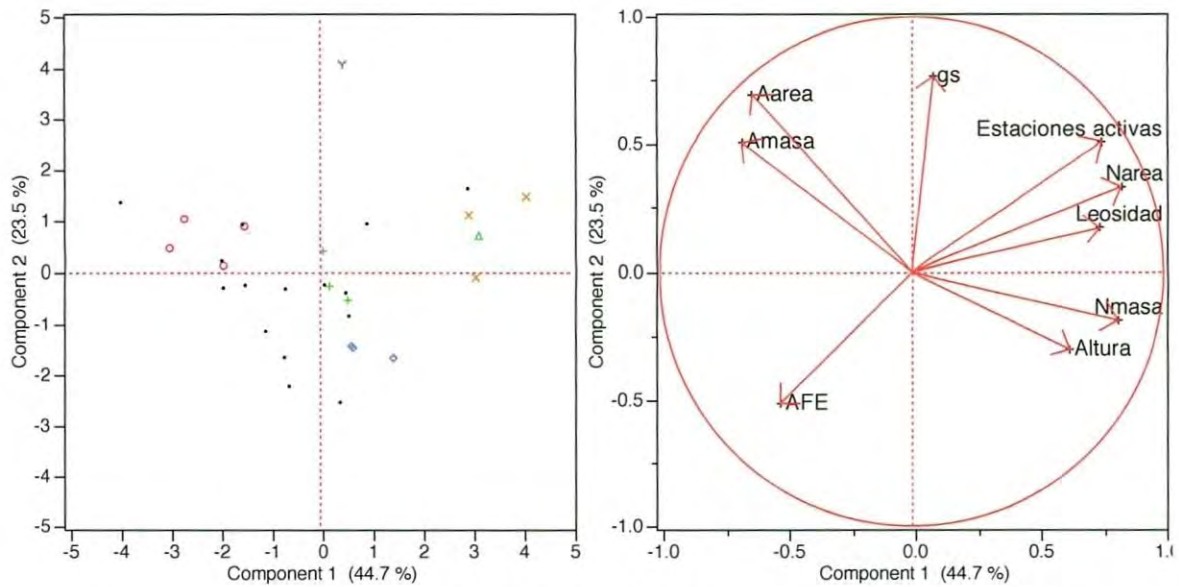 5
4
3
2
1
0
-1
-2
-3
-4
-5
Component 2 (23.5 %)
-5
-4
-3
-2
-1
0
1
2
3
4
5
Component 1 (44.7 %)
1.0
0.5
0.0
-0.5
-1.0
Component 2 (23.5 %)
gs
Aarea
Estaciones activas
Amasa
Narea
Leosidad
Nmasa
Altura
AFE
-1.0
-0.5
0.0
0.5
Component 1 (44.7 %)